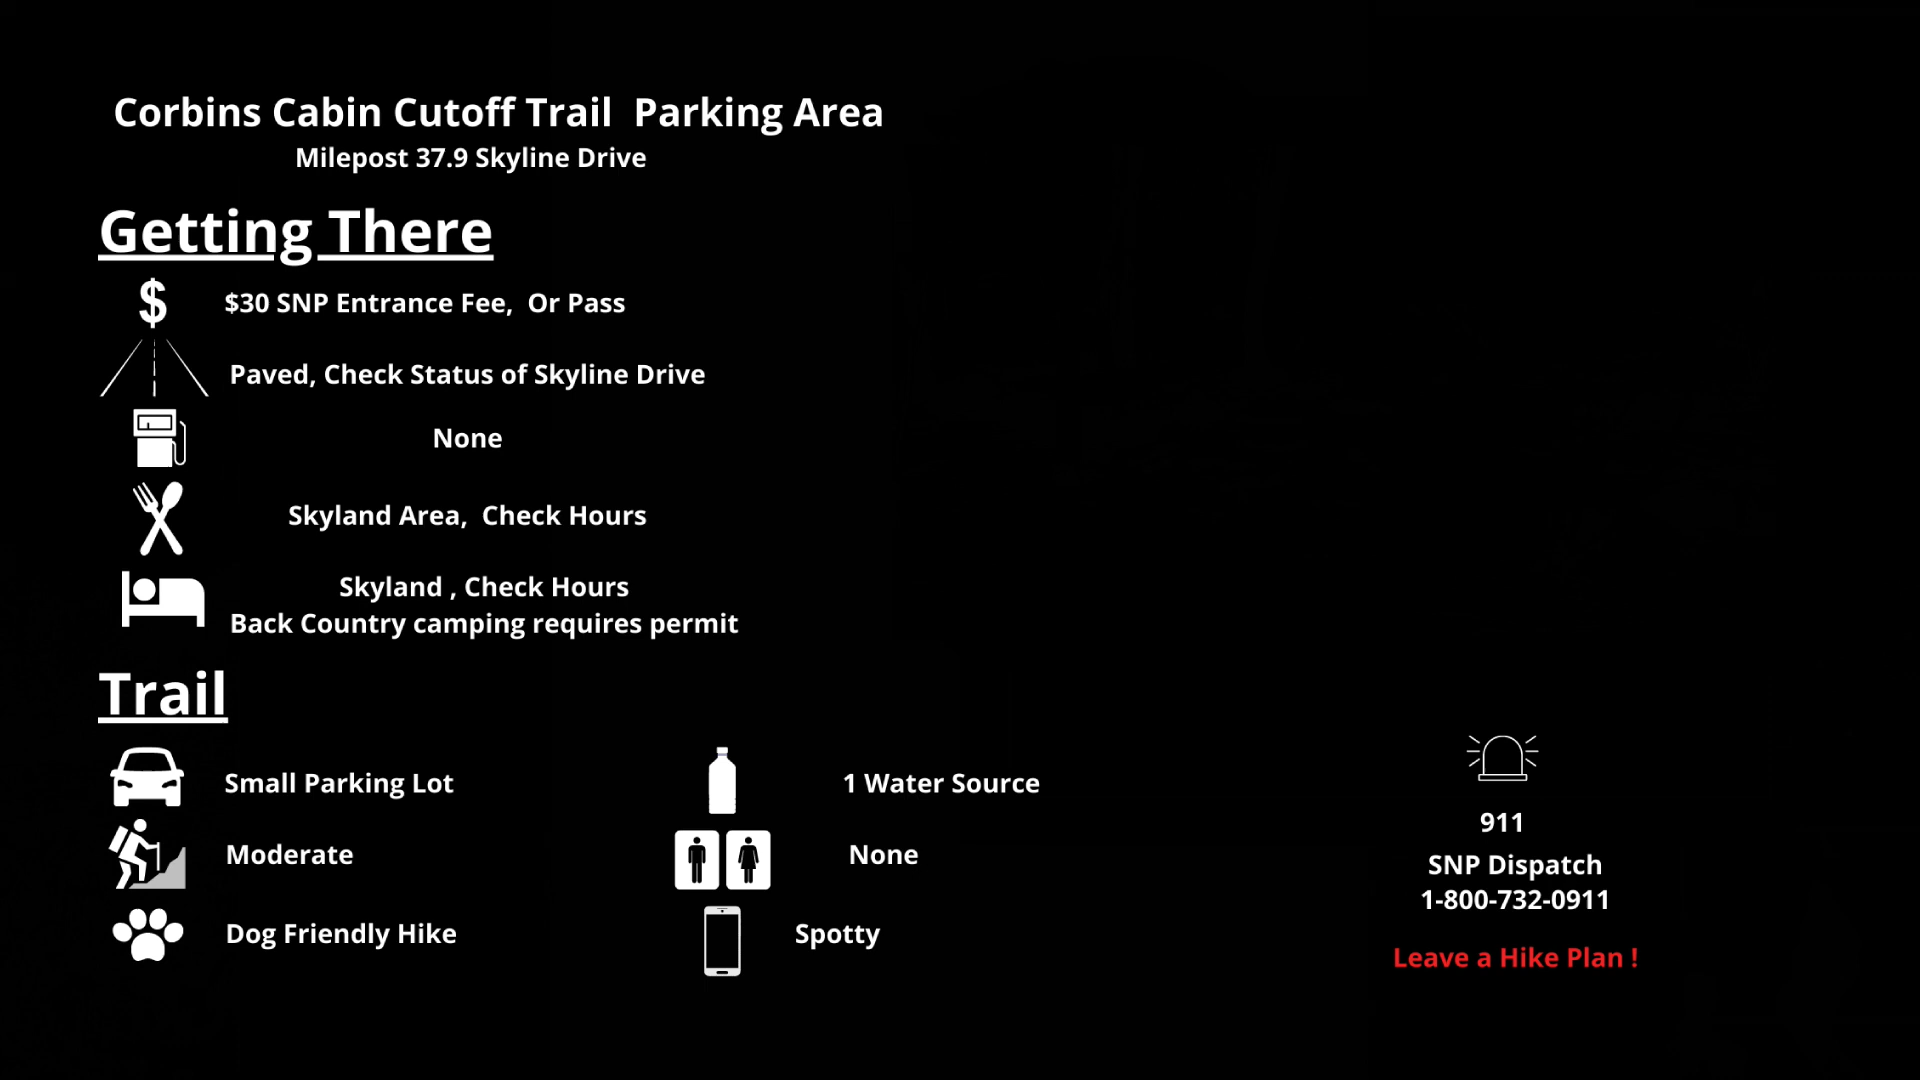 Corbins Cabin Cutoff Trail  Parking Area
Milepost 37.9 Skyline Drive
Getting There
$
$30 SNP Entrance Fee,  Or Pass
Paved, Check Status of Skyline Drive
None
Skyland Area,  Check Hours
Skyland , Check Hours
Back Country camping requires permit
Trail
Small Parking Lot
Moderate
Dog Friendly Hike
1 Water Source
None
Spotty
911
SNP Dispatch
1-800-732-0911
Leave a Hike Plan !